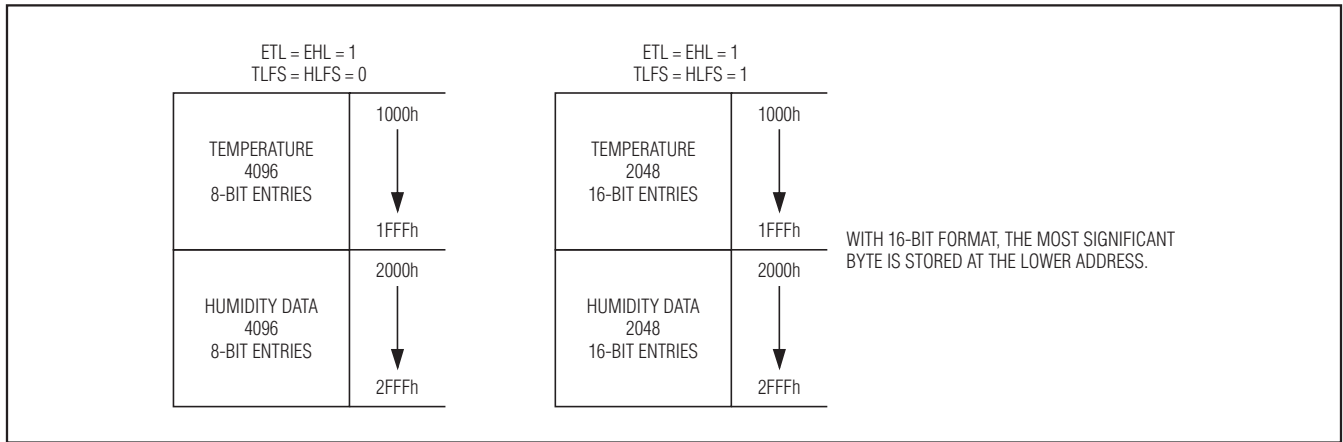 ETL = EHL = 1
TLFS = HLFS = 0
TEMPERATURE
4096
8-BIT ENTRIES
1000h
1FFFh
HUMIDITY DATA
4096
8-BIT ENTRIES
2000h
2FFFh
ETL = EHL = 1
TLFS = HLFS = 1
TEMPERATURE
2048
16-BIT ENTRIES
1000h
1FFFh
HUMIDITY DATA
2048
16-BIT ENTRIES
2000h
2FFFh
WITH 16-BIT FORMAT, THE MOST SIGNIFICANT
BYTE IS STORED AT THE LOWER ADDRESS.